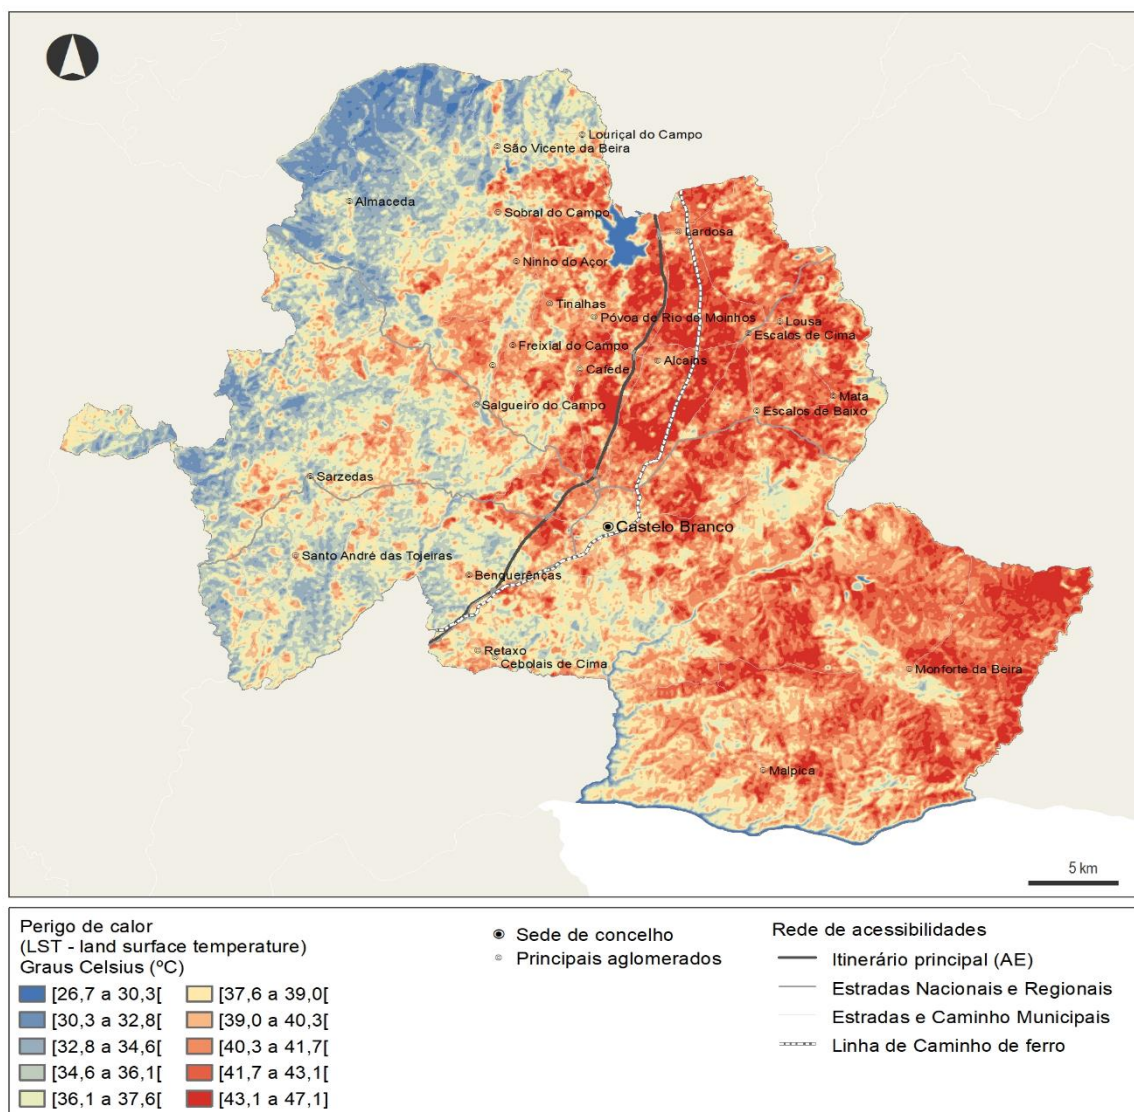 Louriçal do Campo
São Vicente da Beira
Almaceda
Sobral do Campo
Lardosa
Ninho do Açor
Tinalhas
Póvoa de Rio de Moinhos
Lousa
Escalos de Cima
Freixial do Campo
Alcains
Cafede
Mata
Salgueiro do Campo
Escalos de Baixo
Sarzedas
Castelo Branco
Santo André das Tojeiras
Benquerenças
Retaxo
Cebolais de Cima
Monforte da Beira
Malpica
5 km
Perigo de calor
(LST - land surface temperature)
Graus Celsius (ºC)
[26,7 a 30,3[
[30,3 a 32,8[
[32,8 a 34,6[
[34,6 a 36,1[
[36,1 a 37,6[
[37,6 a 39,0[
[39,0 a 40,3[
[40,3 a 41,7[
[41,7 a 43,1[
[43,1 a 47,1]
Sede de concelho
Principais aglomerados
Rede de acessibilidades
Itinerário principal (AE)
Estradas Nacionais e Regionais
Estradas e Caminho Municipais
Linha de Caminho de ferro